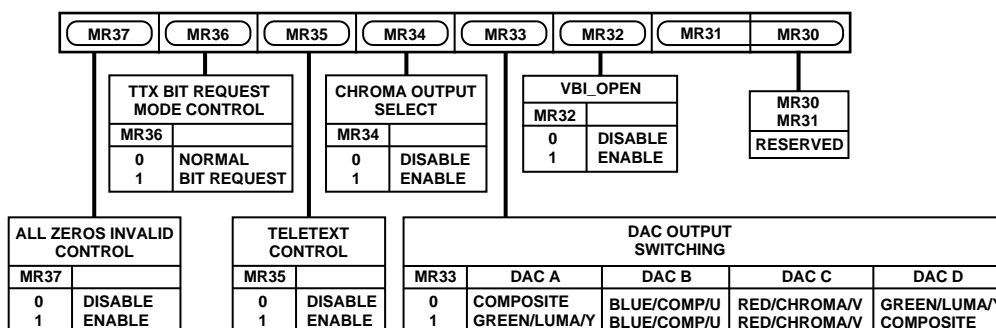 MR37 MR36 MR35 MR34 MR33 MR32 MR31 MR30
TTX BIT REQUEST
MODE CONTROL
MR36
0 NORMAL
1 BIT REQUEST
CHROMA OUTPUT
SELECT
MR34
0 DISABLE
1 ENABLE
VBI_OPEN
MR32
0 DISABLE
1 ENABLE
MR30
MR31
RESERVED
ALL ZEROS INVALID
CONTROL
MR37
0 DISABLE
1 ENABLE
TELETEXT
CONTROL
MR35
0 DISABLE
1 ENABLE
DAC OUTPUT
SWITCHING
MR33 DAC A DAC B DAC C DAC D
0 COMPOSITE BLUE/COMP/U RED/CHROMA/V GREEN/LUMA/Y
1 GREEN/LUMA/Y BLUE/COMP/U RED/CHROMA/V COMPOSITE